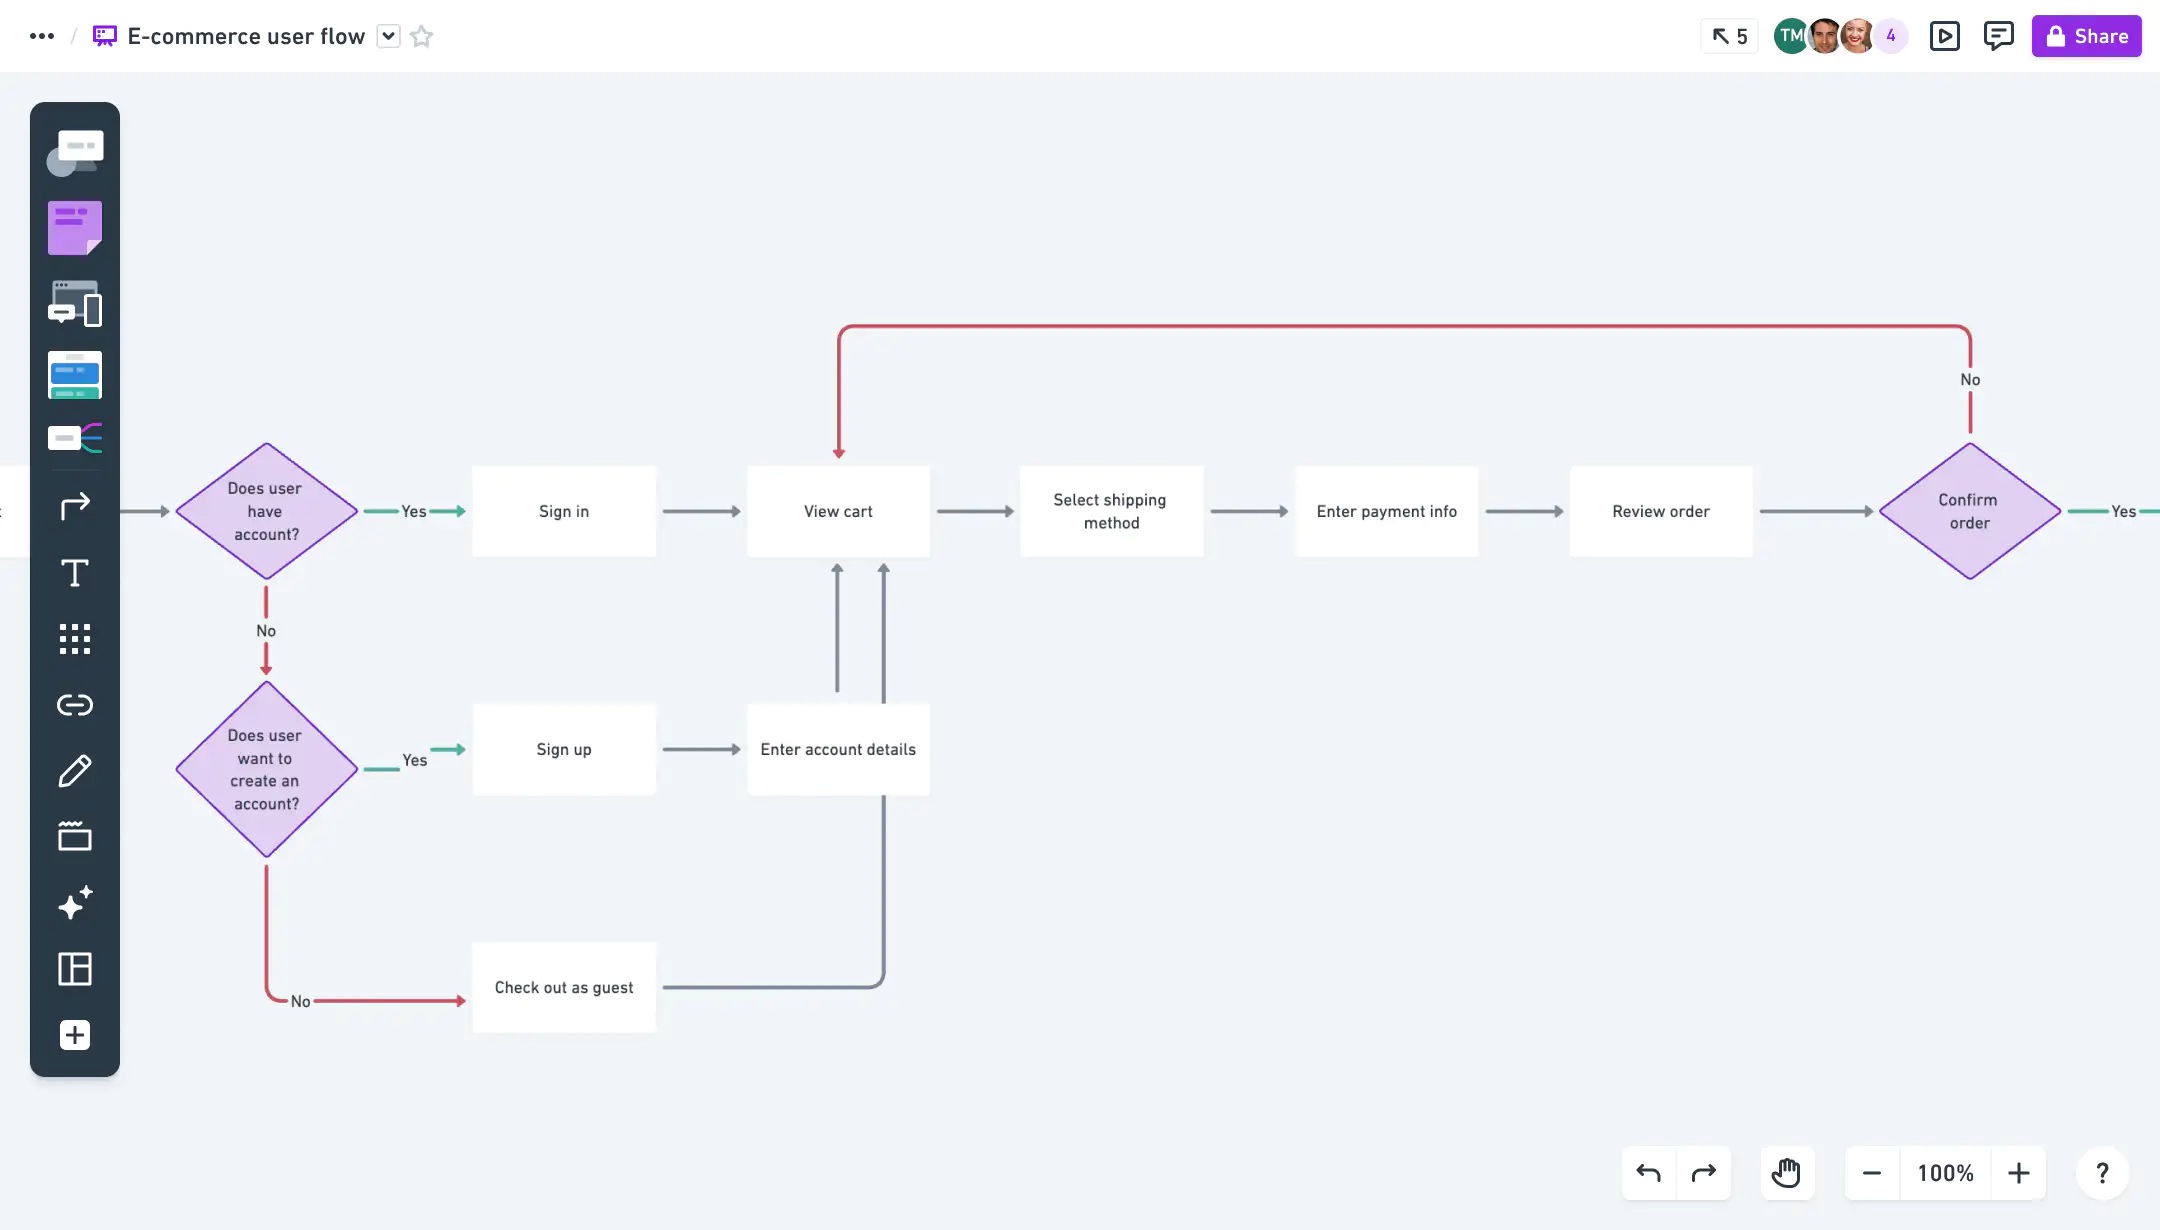 E-commerce user flow
5
TM
4
Share
No
Does user
have
account?
Yes
Sign in
View cart
Select shipping
method
Enter payment info
Review order
Confirm
order
Yes
No
Does user
want to
create an
account?
Yes
Sign up
Enter account details
No
Check out as guest
100%
?